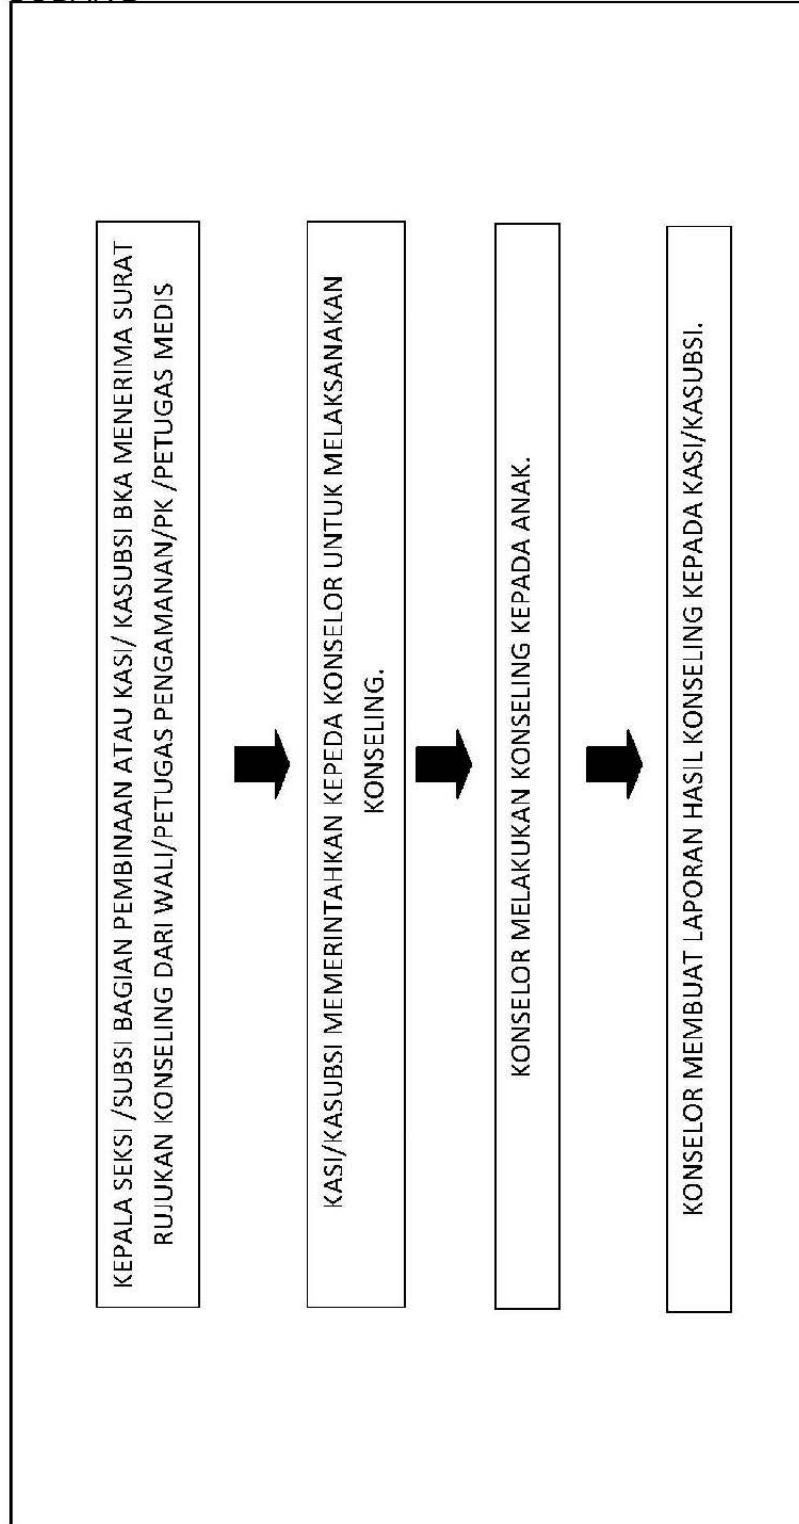 KEPALA SEKSI /SUBSI BAGIAN PEMBINAAN ATAU KASI/ KASUBSI BKA MENERIMA SURAT
RUJUKAN KONSELING DARI WALI/PETUGAS PENGAMANAN/PK /PETUGAS MEDIS
KASI/KASUBSI MEMERINTAHKAN KEPEDA KONSELOR UNTUK MELAKSANAKAN
KONSELING.
KONSELOR MELAKUKAN KONSELING KEPADA ANAK.
KONSELOR MEMBUAT LAPORAN HASIL KONSELING KEPADA KASI/KASUBSI.